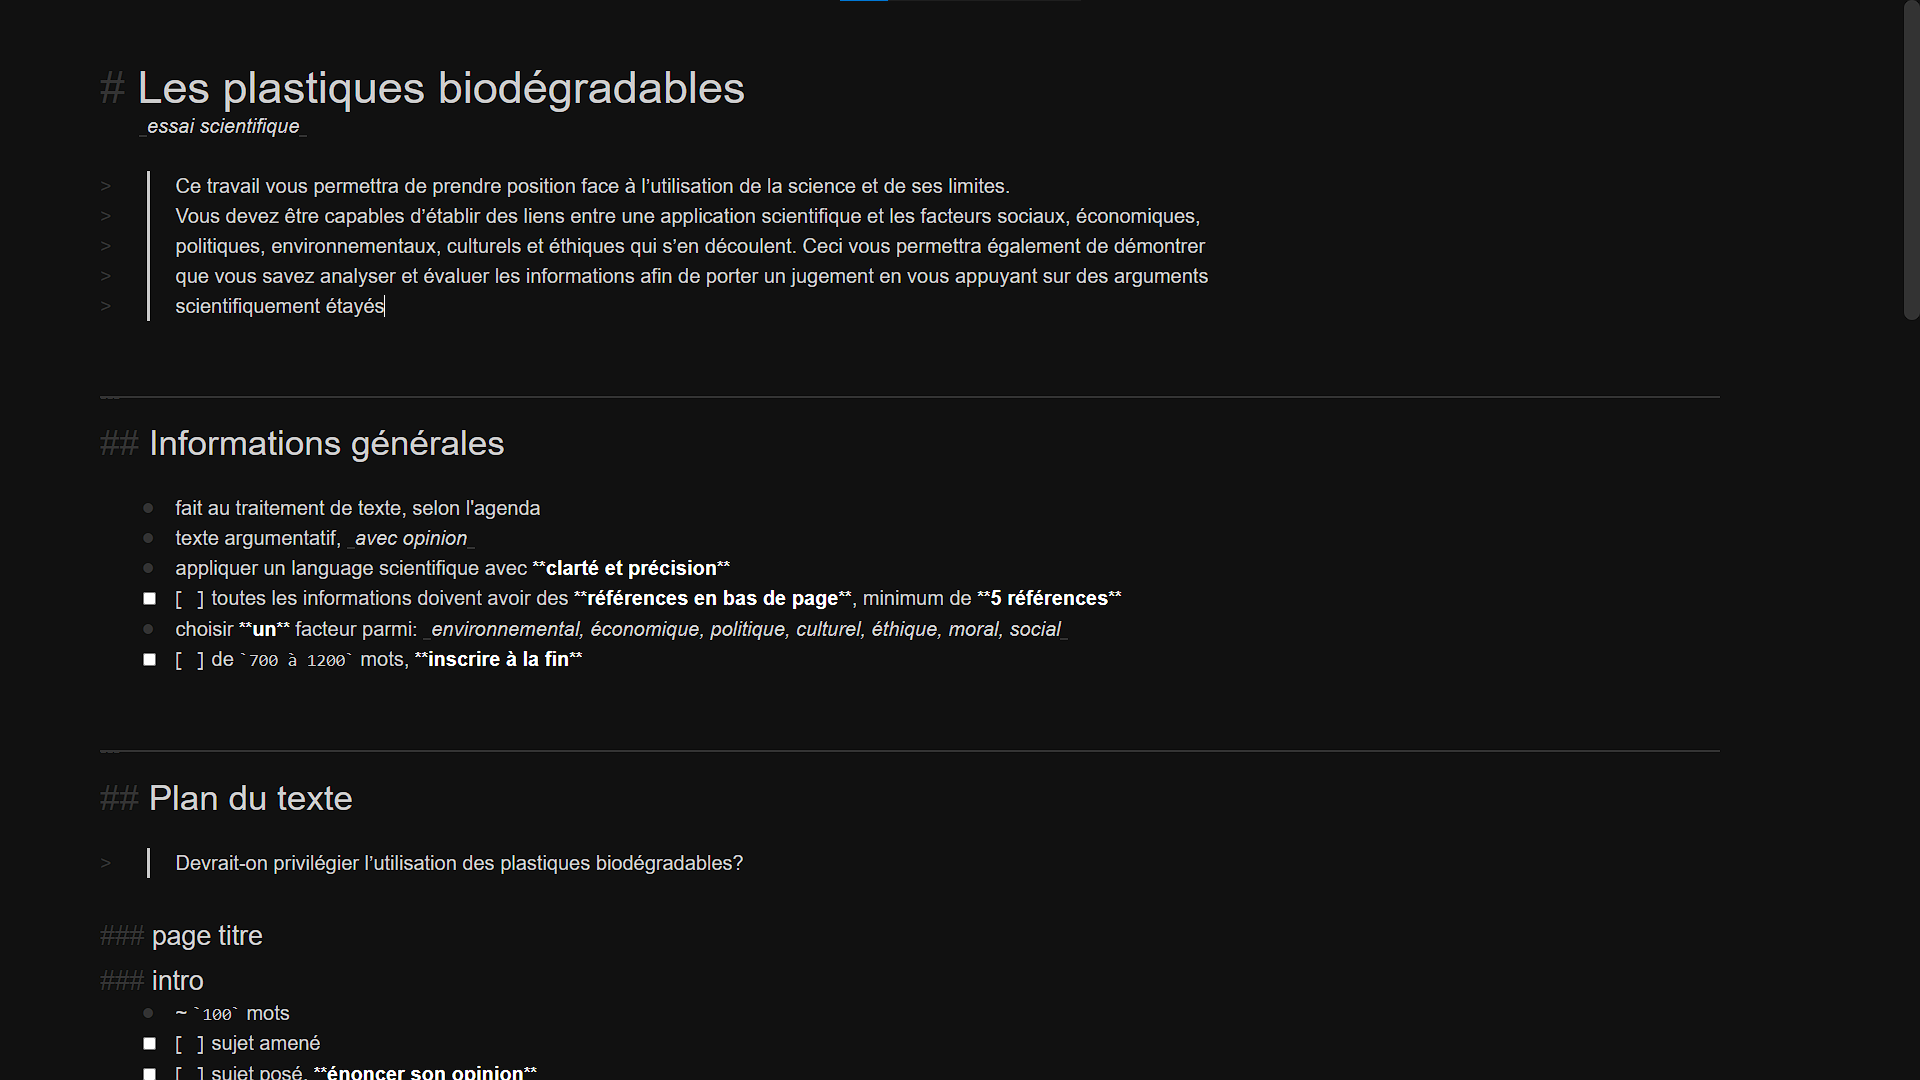 # Les plastiques biodégradables
_essai scientifique_
> Ce travail vous permettra de prendre position face à l’utilisation de la science et de ses limites.
> Vous devez être capables d’établir des liens entre une application scientifique et les facteurs sociaux, économiques,
> politiques, environnementaux, culturels et éthiques qui s’en découlent. Ceci vous permettra également de démontrer
> que vous savez analyser et évaluer les informations afin de porter un jugement en vous appuyant sur des arguments
> scientifiquement étayés
---
## Informations générales
fait au traitement de texte, selon l'agenda
texte argumentatif, _avec opinion_
appliquer un language scientifique avec **clarté et précision**
[ ] toutes les informations doivent avoir des **références en bas de page**, minimum de **5 références**
choisir **un** facteur parmi: _environnemental, économique, politique, culturel, éthique, moral, social_
[ ] de `700 à 1200` mots, **inscrire à la fin**
---
## Plan du texte
> Devrait-on privilégier l’utilisation des plastiques biodégradables?
### page titre
### intro
~ `100` mots
[ ] sujet amené
[ ] sujet posé, **énoncer son opinion**